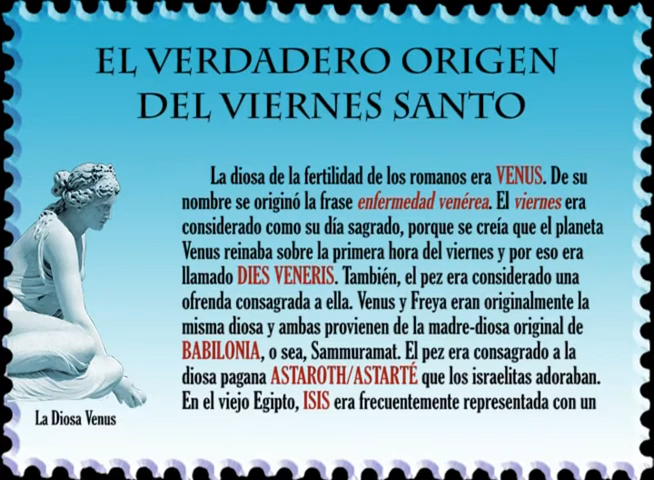 EL VERDADERO ORIGEN
DEL VIERNES SANTO
La diosa de la fertilidad de los romanos era VENUS. De su
nombre se originó la frase enfermedad venérea. El viernes era
considerado como su día sagrado, porque se creía que el planeta
Venus reinaba sobre la primera hora del viernes y por eso era
llamado DIES VENERIS. También, el pez era considerado una
ofrenda consagrada a ella. Venus y Freya eran originalmente la
misma diosa y ambas provienen de la madre-diosa original de
BABILONIA, o sea, Sammuramat. El pez era consagrado a la
diosa pagana ASTAROTH/ASTARTÉ que los israelitas adoraban.
En el viejo Egipto, ISIS era frecuentemente representada con un
La Diosa Venus